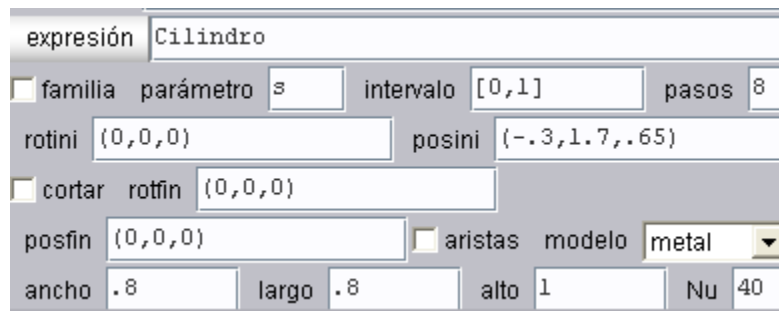 expresión Cilindro
familia parámetro s intervalo [0,1] pasos 8
rotini (0,0,0) posini (-.3,1.7,.65)
cortar rotfin (0,0,0)
posfin (0,0,0) aristas modelo metal
ancho .8 largo .8 alto 1 Nu 40